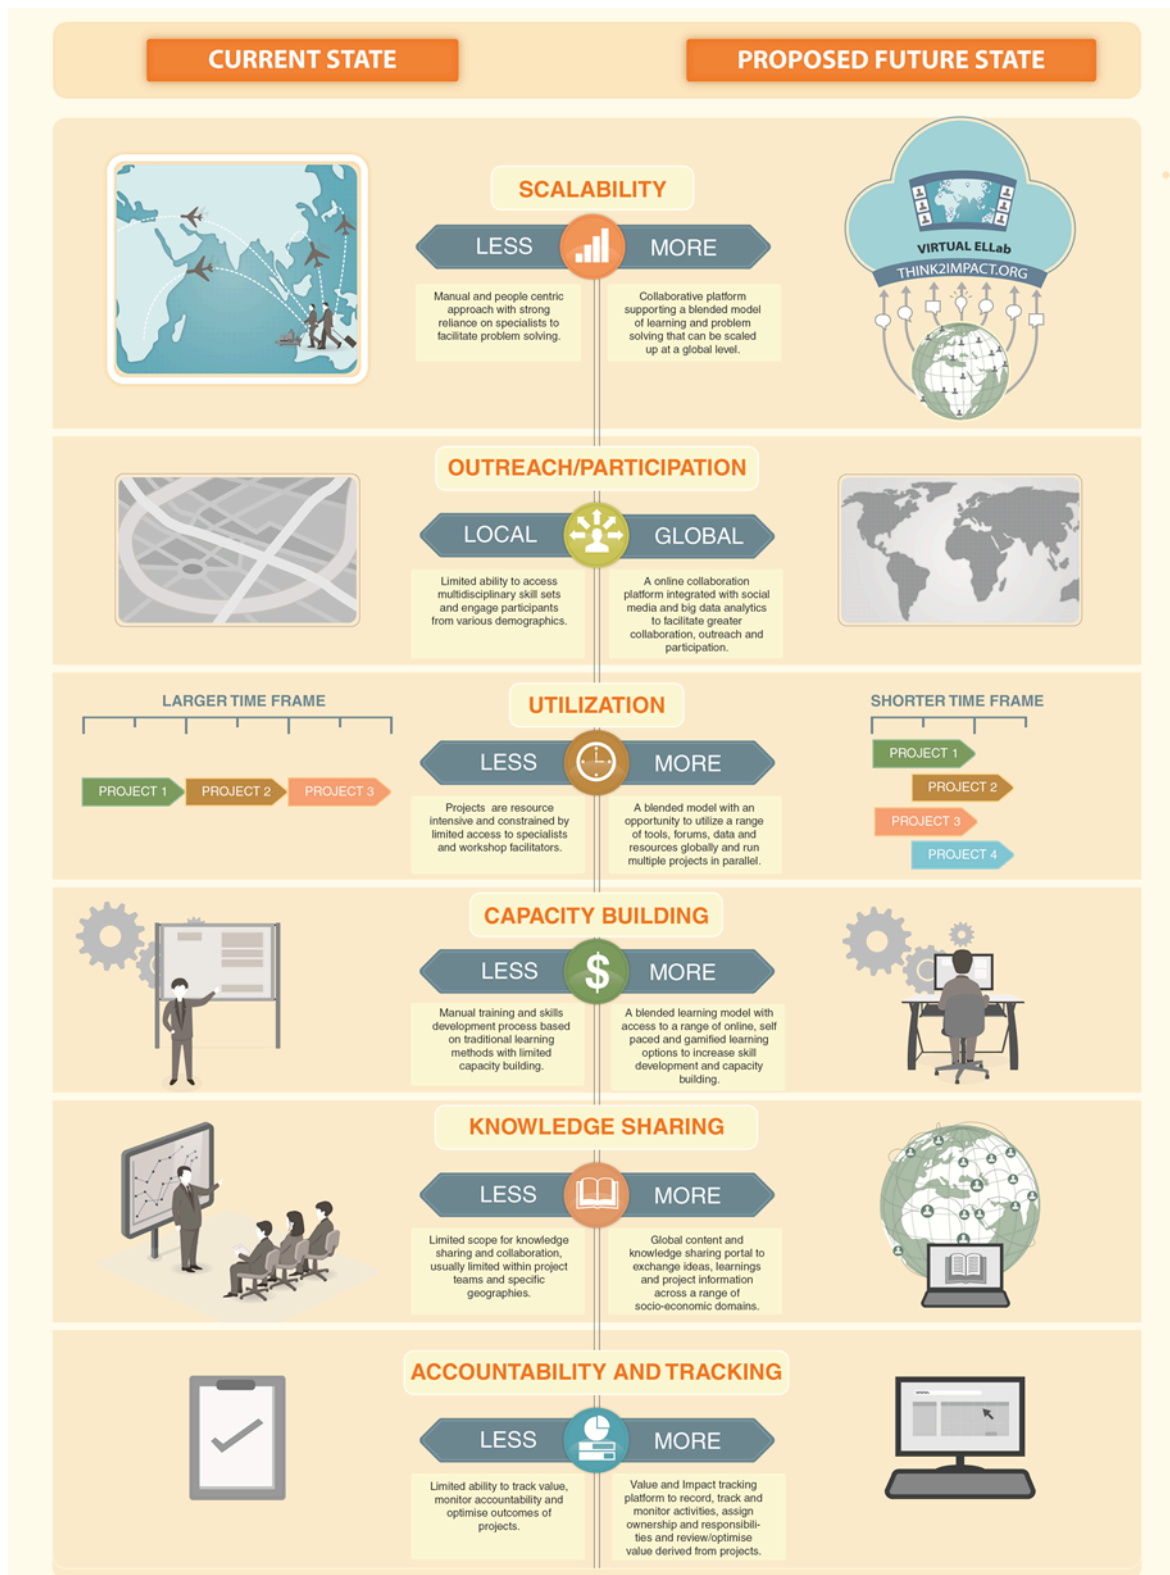 CURRENT STATE
PROPOSED FUTURE STATE
SCALABILITY
LESS
MORE
Manual and people centric
approach with strong
reliance on specialists to
facilitate problem solving.
Collaborative platform
supporting a blended model
of learning and problem
solving that can be scaled
up at a global level.
VIRTUAL ELLab
THINK2IMPACT.ORG
OUTREACH/PARTICIPATION
LOCAL
GLOBAL
Limited ability to access
multidisciplinary skill sets
and engage participants
from various demographics.
A online collaboration
platform integrated with social
media and big data analytics
to facilitate greater
collaboration, outreach and
participation.
LARGER TIME FRAME
PROJECT 1
PROJECT 2
PROJECT 3
UTILIZATION
LESS
MORE
Projects are resource
intensive and constrained by
limited access to specialists
and workshop facilitators.
A blended model with an
opportunity to utilize a range
of tools, forums, data and
resources globally and run
multiple projects in parallel.
SHORTER TIME FRAME
PROJECT 1
PROJECT 2
PROJECT 3
PROJECT 4
CAPACITY BUILDING
LESS
$
MORE
Manual training and skills
development process based
on traditional learning
methods with limited
capacity building.
A blended learning model with
access to a range of online, self
paced and gamified learning
options to increase skill
development and capacity
building.
KNOWLEDGE SHARING
LESS
MORE
Limited scope for knowledge
sharing and collaboration,
usually limited within project
teams and specific
geographies.
Global content and
knowledge sharing portal to
exchange ideas, learnings
and project information
across a range of
socio-economic domains.
ACCOUNTABILITY AND TRACKING
LESS
MORE
Limited ability to track value,
monitor accountability and
optimise outcomes of
projects.
Value and Impact tracking
platform to record, track and
monitor activities, assign
ownership and responsibili-
ties and review/optimise
value derived from projects.